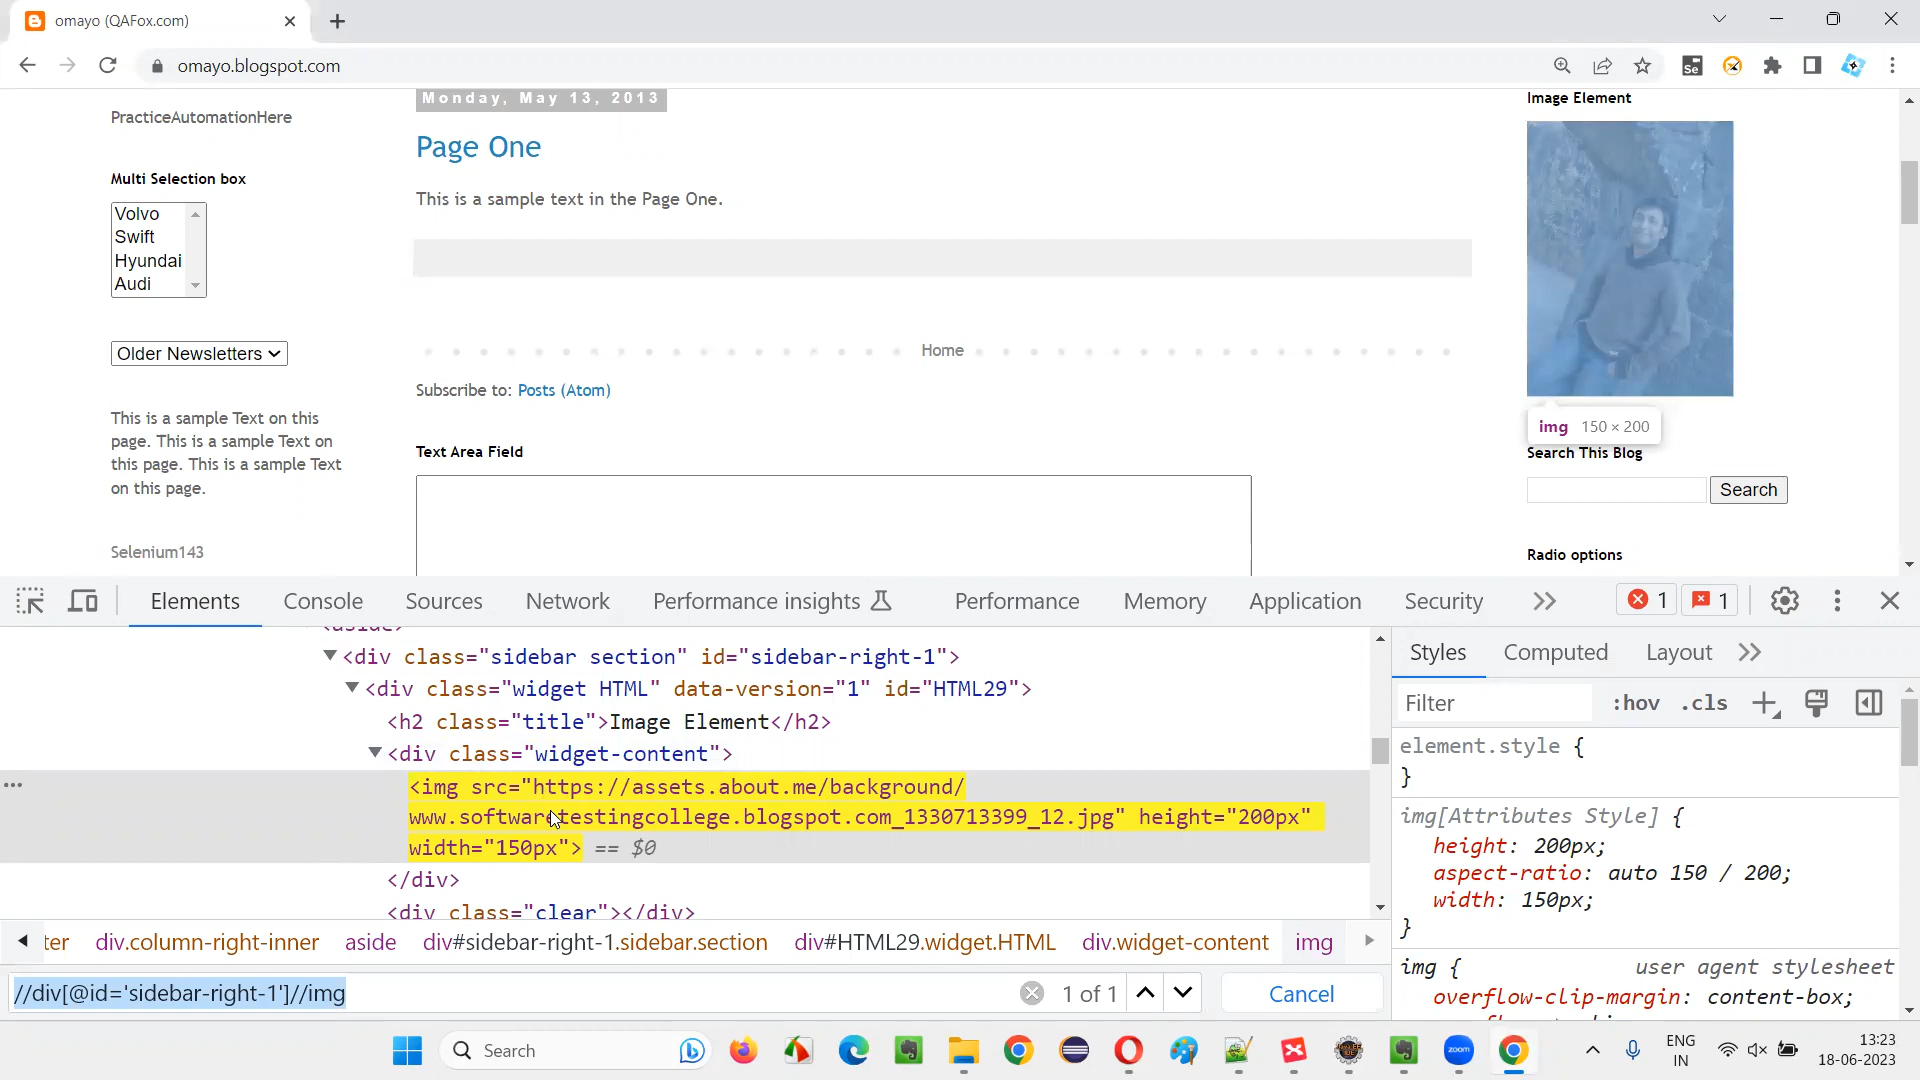 omayo (QAFox.com)
omayo.blogspot.com
PracticeAutomationHere
Multi Selection box
Volvo
Swift
Hyundai
Audi
Older Newsletters
This is a sample Text on this
page. This is a sample Text on
this page. This is a sample Text
on this page.
Selenium143
Monday, May 13, 2013
Page One
This is a sample text in the Page One.
Home
Subscribe to: Posts (Atom)
Text Area Field
Image Element
img 150 × 200
Search This Blog
Search
Radio options
Elements
Console
Sources
Network
Performance insights
Performance
Memory
Application
Security
1
1
<aside>
<div class="sidebar section" id="sidebar-right-1">
<div class="widget HTML" data-version="1" id="HTML29">
<h2 class="title">Image Element</h2>
<div class="widget-content">
<img src="https://assets.about.me/background/
www.softwaretestingcollege.blogspot.com_1330713399_12.jpg" height="200px"
width="150px"> == $0
</div>
<div class="clear"></div>
ter div.column-right-inner aside div#sidebar-right-1.sidebar.section div#HTML29.widget.HTML div.widget-content img
//div[@id='sidebar-right-1']//img
1 of 1
Cancel
Styles
Computed
Layout
Filter
:hov .cls
element.style {
}
img[Attributes Style] {
height: 200px;
aspect-ratio: auto 150 / 200;
width: 150px;
}
img {
user agent stylesheet
overflow-clip-margin: content-box;
Search
zoom
ENG
IN
13:23
18-06-2023